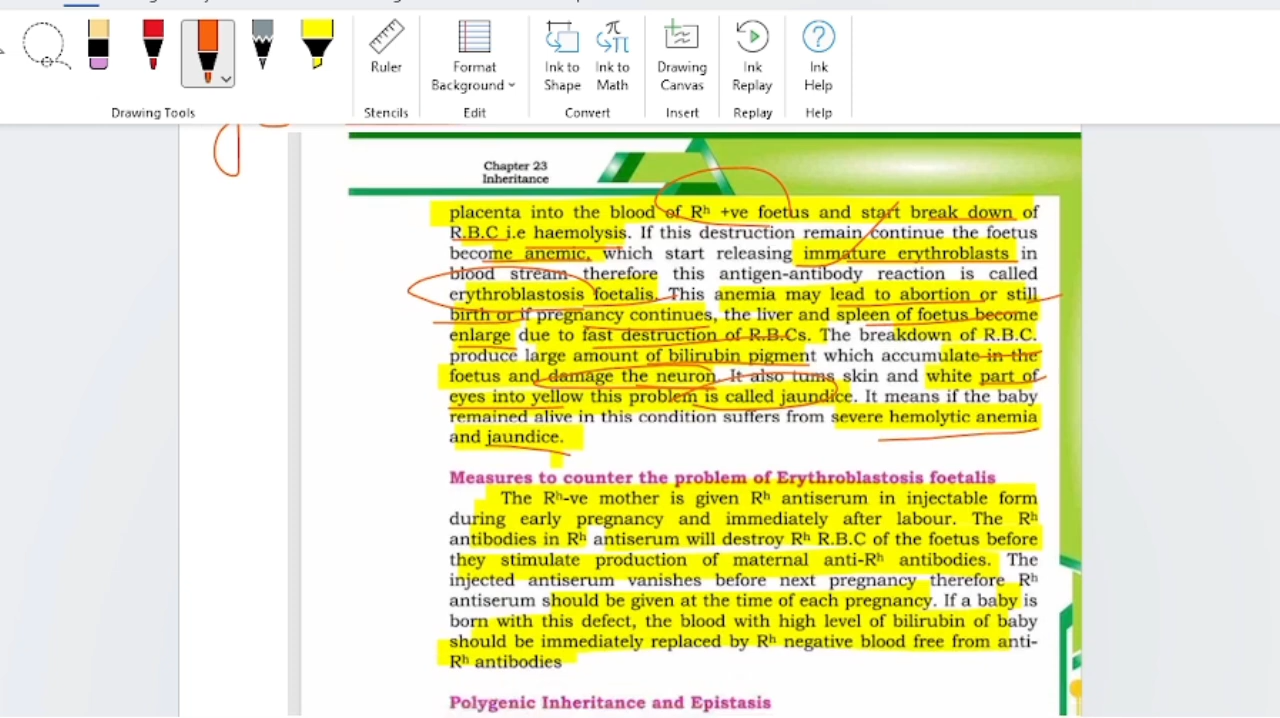 Ruler
Format
Background
Ink to
Shape
Ink to
Math
Drawing
Canvas
Ink
Replay
Ink
Help
Drawing Tools
Stencils
Edit
Convert
Insert
Replay
Help
Chapter 23
Inheritance
placenta into the blood of Rʰ +ve foetus and start break down of
R.B.C i.e haemolysis. If this destruction remain continue the foetus
become anemic, which start releasing immature erythroblasts in
blood stream therefore this antigen-antibody reaction is called
erythroblastosis foetalis. This anemia may lead to abortion or still
birth or if pregnancy continues, the liver and spleen of foetus become
enlarge due to fast destruction of R.B.Cs. The breakdown of R.B.C.
produce large amount of bilirubin pigment which accumulate in the
foetus and damage the neuron. It also turns skin and white part of
eyes into yellow this problem is called jaundice. It means if the baby
remained alive in this condition suffers from severe hemolytic anemia
and jaundice.
Measures to counter the problem of Erythroblastosis foetalis
The Rʰ-ve mother is given Rʰ antiserum in injectable form
during early pregnancy and immediately after labour. The Rʰ
antibodies in Rʰ antiserum will destroy Rʰ R.B.C of the foetus before
they stimulate production of maternal anti-Rʰ antibodies. The
injected antiserum vanishes before next pregnancy therefore Rʰ
antiserum should be given at the time of each pregnancy. If a baby is
born with this defect, the blood with high level of bilirubin of baby
should be immediately replaced by Rʰ negative blood free from anti-
Rʰ antibodies
Polygenic Inheritance and Epistasis